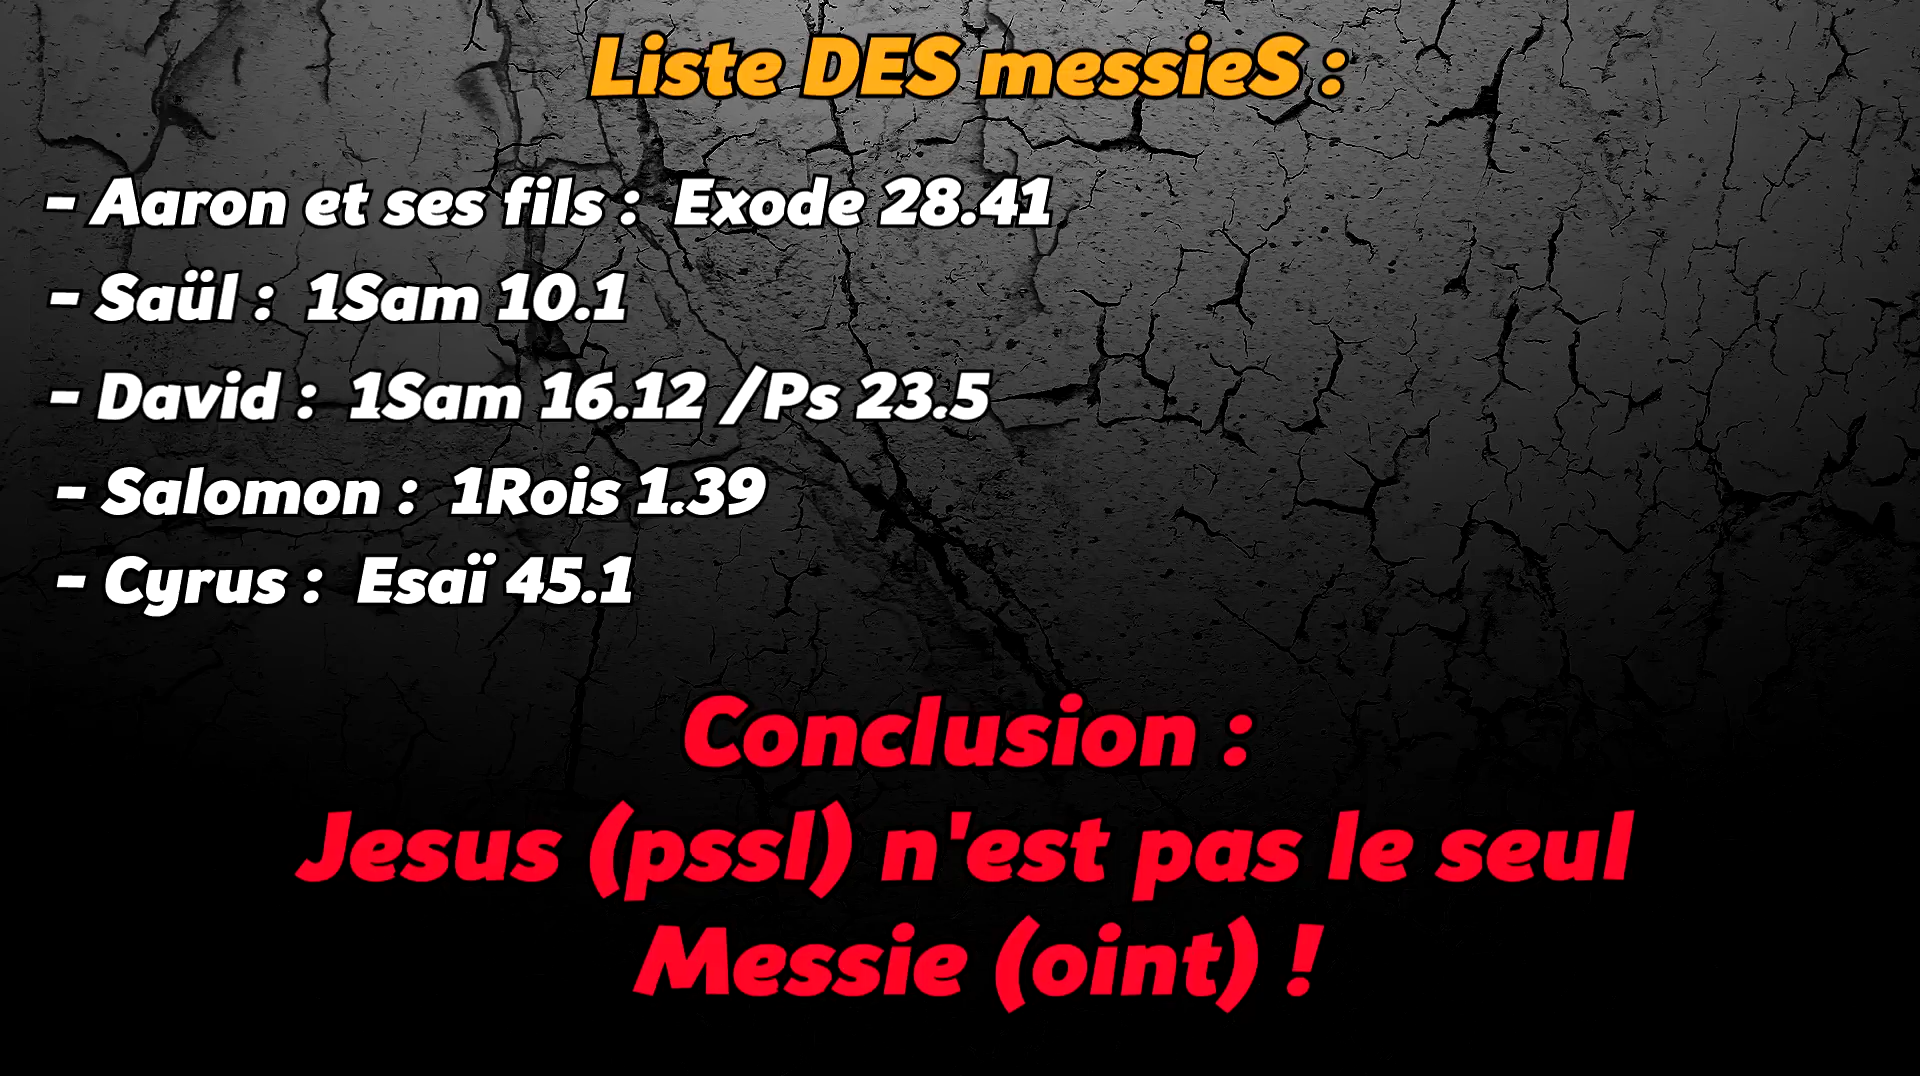 Liste DES messieS :
- Aaron et ses fils : Exode 28.41
- Saül : 1Sam 10.1
- David : 1Sam 16.12 /Ps 23.5
- Salomon : 1Rois 1.39
- Cyrus : Esaï 45.1
Conclusion :
Jesus (pssl) n'est pas le seul
Messie (oint) !